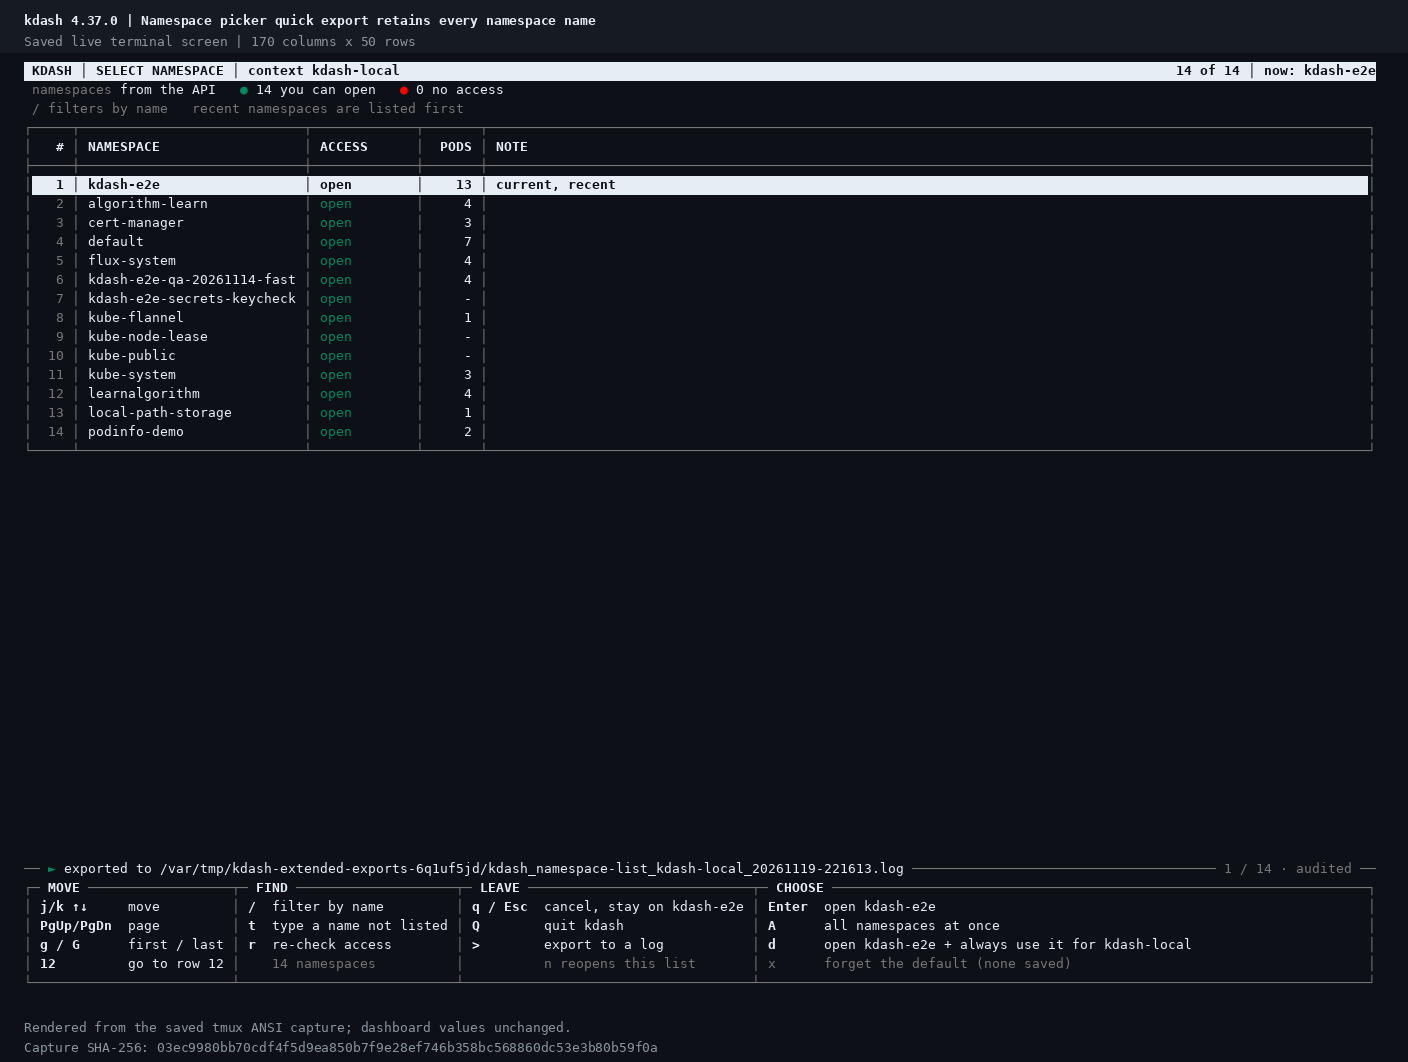 kdash 4.37.0 | Namespace picker quick export retains every namespace name
Saved live terminal screen | 170 columns x 50 rows
KDASH │ SELECT NAMESPACE │ context kdash-local 14 of 14 │ now: kdash-e2e
namespaces from the API ● 14 you can open ● 0 no access
/ filters by name recent namespaces are listed first
# │ NAMESPACE │ ACCESS │ PODS │ NOTE
1 │ kdash-e2e │ open │ 13 │ current, recent
2 │ algorithm-learn │ open │ 4 │
3 │ cert-manager │ open │ 3 │
4 │ default │ open │ 7 │
5 │ flux-system │ open │ 4 │
6 │ kdash-e2e-qa-20261114-fast │ open │ 4 │
7 │ kdash-e2e-secrets-keycheck │ open │ - │
8 │ kube-flannel │ open │ 1 │
9 │ kube-node-lease │ open │ - │
10 │ kube-public │ open │ - │
11 │ kube-system │ open │ 3 │
12 │ learnalgorithm │ open │ 4 │
13 │ local-path-storage │ open │ 1 │
14 │ podinfo-demo │ open │ 2 │
► exported to /var/tmp/kdash-extended-exports-6q1uf5jd/kdash_namespace-list_kdash-local_20261119-221613.log 1 / 14 · audited
MOVE FIND LEAVE CHOOSE
j/k ↑↓ move │ / filter by name │ q / Esc cancel, stay on kdash-e2e │ Enter open kdash-e2e
PgUp/PgDn page │ t type a name not listed │ Q quit kdash │ A all namespaces at once
g / G first / last │ r re-check access │ > export to a log │ d open kdash-e2e + always use it for kdash-local
12 go to row 12 │ 14 namespaces │ n reopens this list │ x forget the default (none saved)
Rendered from the saved tmux ANSI capture; dashboard values unchanged.
Capture SHA-256: 03ec9980bb70cdf4f5d9ea850b7f9e28ef746b358bc568860dc53e3b80b59f0a